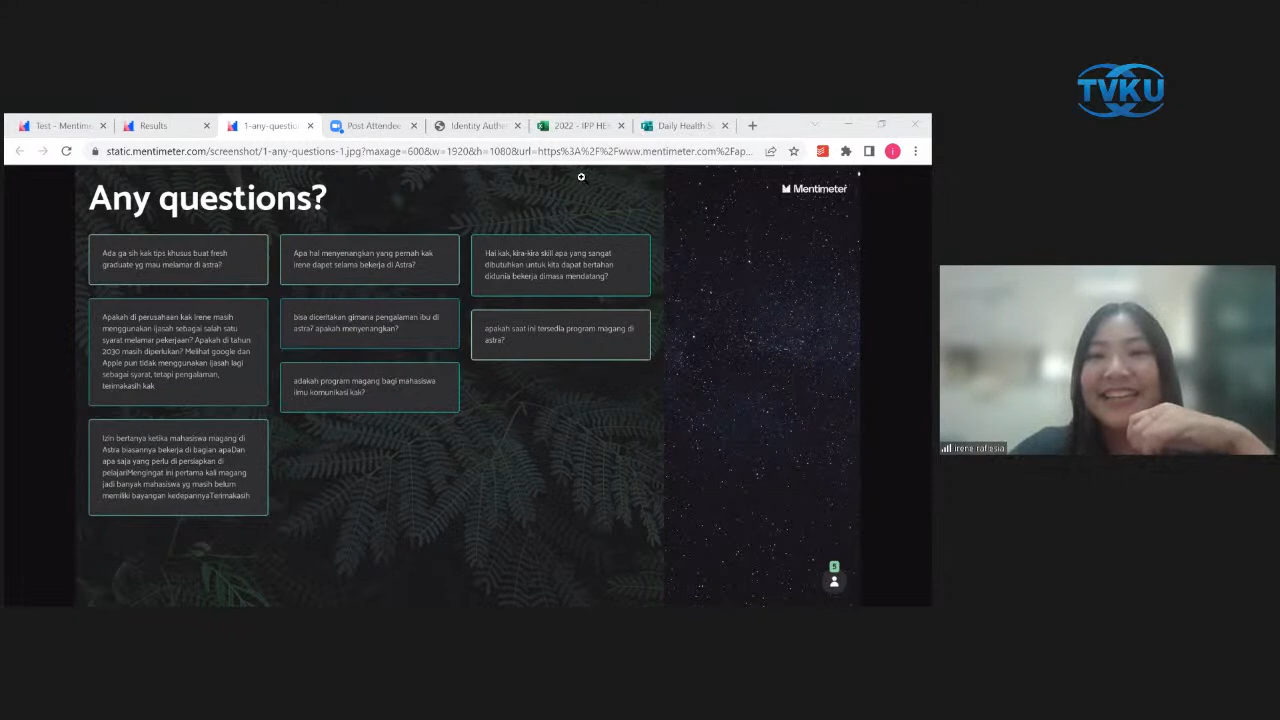 TVKU
Test - Mentime
Results
1-any-questio
Post Attendee
Identity Authe
2022 - IPP HE
Daily Health S
static.mentimeter.com/screenshot/1-any-questions-1.jpg?maxage=600&w=1920&h=1080&url=https%3A%2F%2Fwww.mentimeter.com%2Fap...
i
Any questions?
Mentimeter
Ada ga sih kak tips khusus buat fresh
graduate yg mau melamar di astra?
Apa hal menyenangkan yang pernah kak
irene dapet selama bekerja di Astra?
Hai kak, kira-kira skill apa yang sangat
dibutuhkan untuk kita dapat bertahan
didunia bekerja dimasa mendatang?
Apakah di perusahaan kak Irene masih
menggunakan ijasah sebagai salah satu
syarat melamar pekerjaan? Apakah di tahun
2030 masih diperlukan? Melihat google dan
Apple pun tidak menggunakan ijasah lagi
sebagai syarat, tetapi pengalaman,
terimakasih kak
bisa diceritakan gimana pengalaman ibu di
astra? apakah menyenangkan?
apakah saat ini tersedia program magang di
astra?
adakah program magang bagi mahasiswa
ilmu komunikasi kak?
Izin bertanya ketika mahasiswa magang di
Astra biasannya bekerja di bagian apaDan
apa saja yang perlu di persiapkan di
pelajariMengingat ini pertama kali magang
jadi banyak mahasiswa yg masih belum
memiliki bayangan kedepannyaTerimakasih
5
irene rafiesia